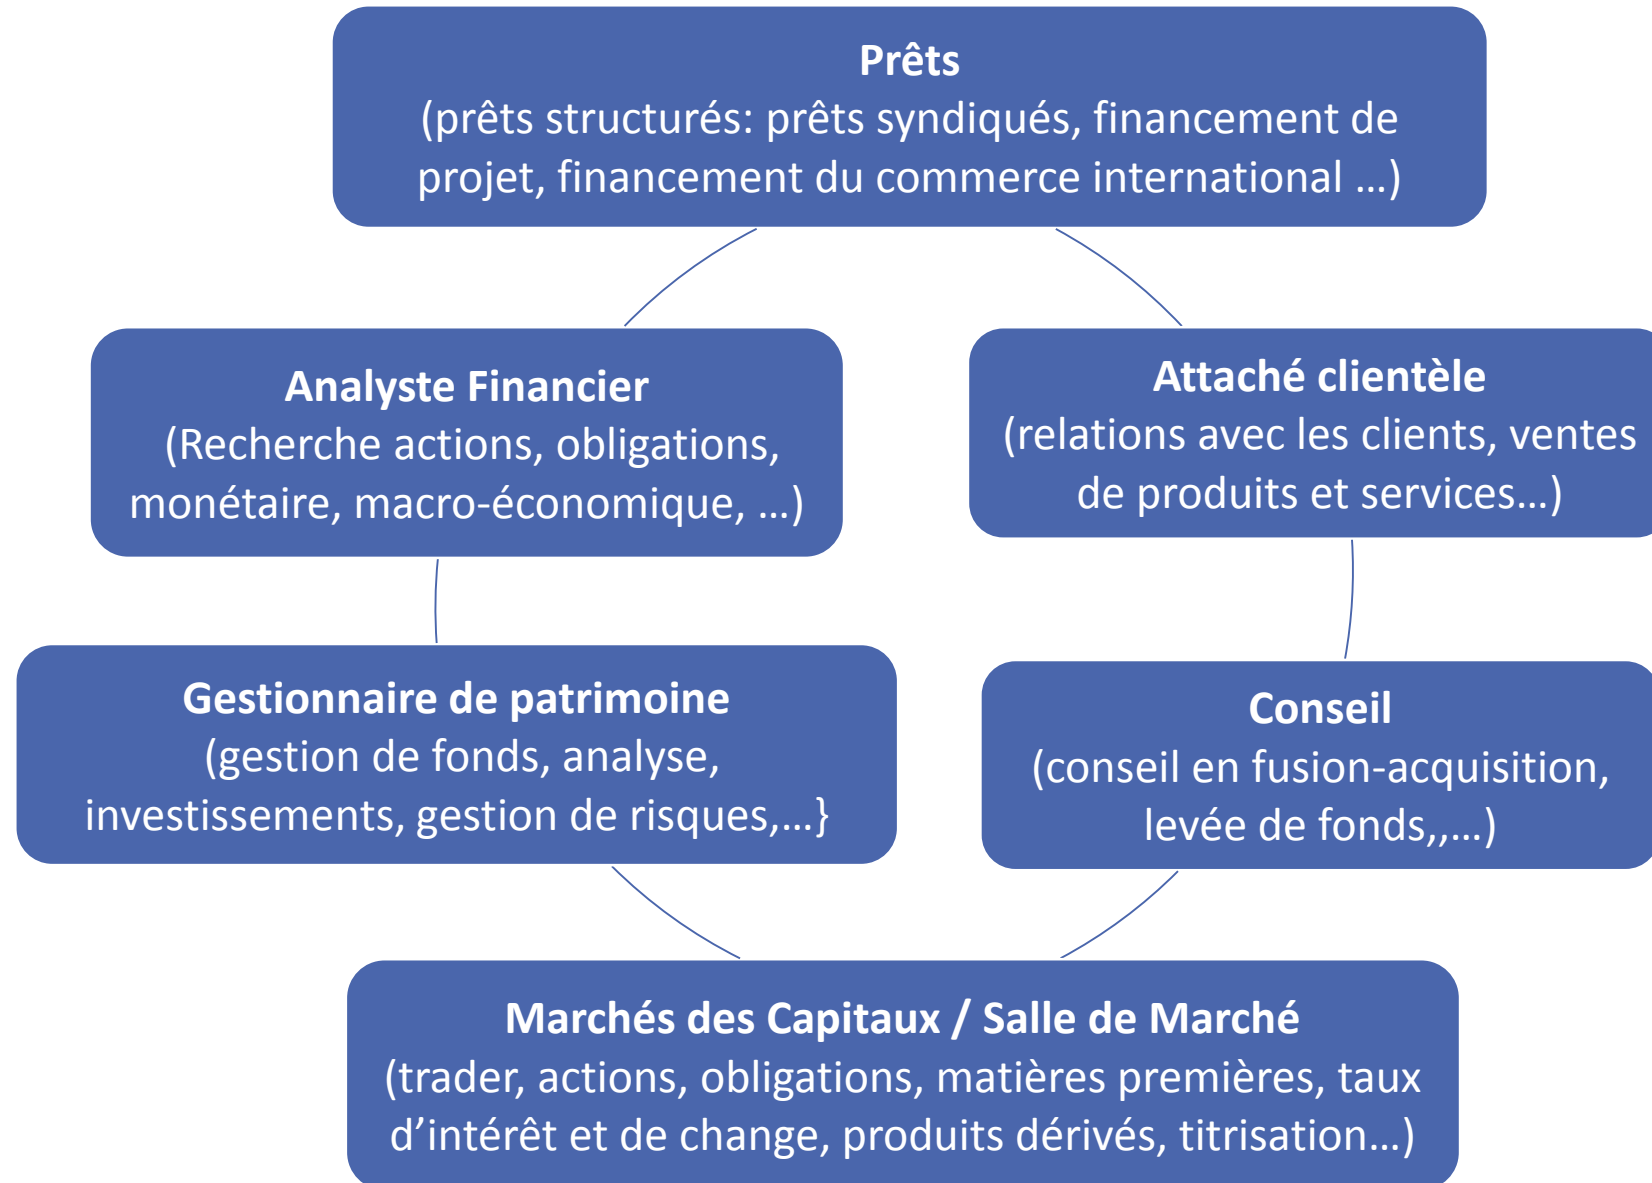 Prêts
(prêts structurés: prêts syndiqués, financement de
projet, financement du commerce international …)
Analyste Financier
(Recherche actions, obligations,
monétaire, macro-économique, …)
Attaché clientèle
(relations avec les clients, ventes
de produits et services…)
Gestionnaire de patrimoine
(gestion de fonds, analyse,
investissements, gestion de risques,…}
Conseil
(conseil en fusion-acquisition,
levée de fonds,,…)
Marchés des Capitaux / Salle de Marché
(trader, actions, obligations, matières premières, taux
d’intérêt et de change, produits dérivés, titrisation…)